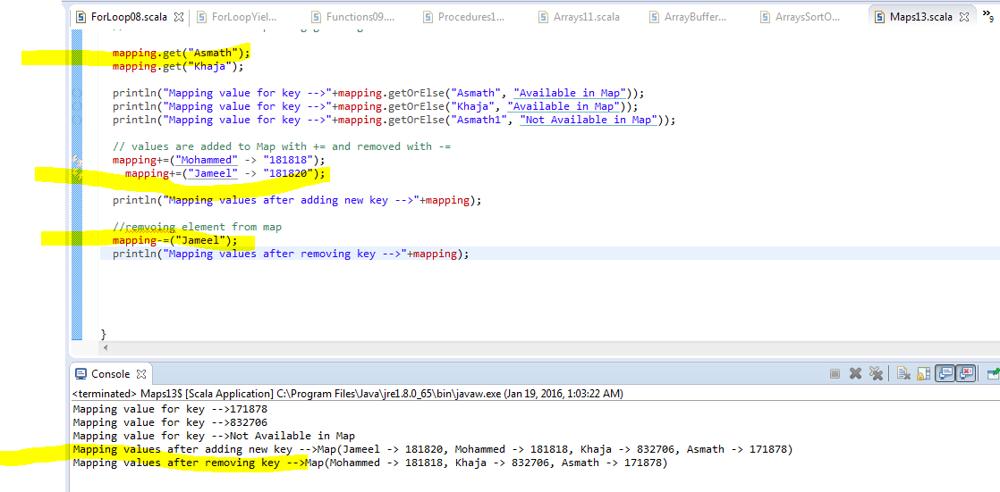 ForLoop08.scala ForLoopYiel... Functions09.... Procedures1... Arrays11.scala ArrayBuffer... ArraysSortO... Maps13.scala »9
mapping.get("Asmath");
mapping.get("Khaja");
println("Mapping value for key -->"+mapping.getOrElse("Asmath", "Available in Map"));
println("Mapping value for key -->"+mapping.getOrElse("Khaja", "Available in Map"));
println("Mapping value for key -->"+mapping.getOrElse("Asmath1", "Not Available in Map"));
// values are added to Map with += and removed with -=
mapping+=("Mohammed" -> "181818");
mapping+=("Jameel" -> "181820");
println("Mapping values after adding new key -->"+mapping);
//remvoing element from map
mapping-=("Jameel");
println("Mapping values after removing key -->"+mapping);
}
Console
<terminated> Maps13$ [Scala Application] C:\Program Files\Java\jre1.8.0_65\bin\javaw.exe (Jan 19, 2016, 1:03:22 AM)
Mapping value for key -->171878
Mapping value for key -->832706
Mapping value for key -->Not Available in Map
Mapping values after adding new key -->Map(Jameel -> 181820, Mohammed -> 181818, Khaja -> 832706, Asmath -> 171878)
Mapping values after removing key -->Map(Mohammed -> 181818, Khaja -> 832706, Asmath -> 171878)